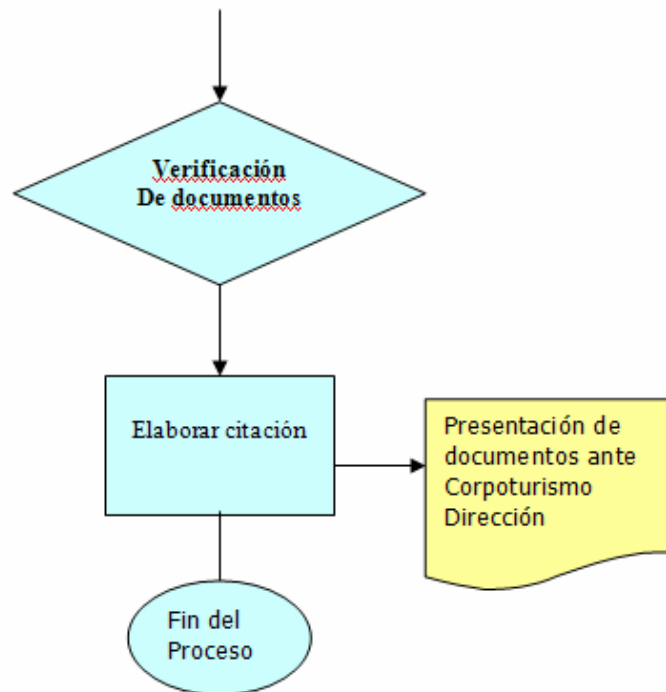 Verificación
De documentos
Elaborar citación
Presentación de
documentos ante
Corpoturismo
Dirección
Fin del
Proceso